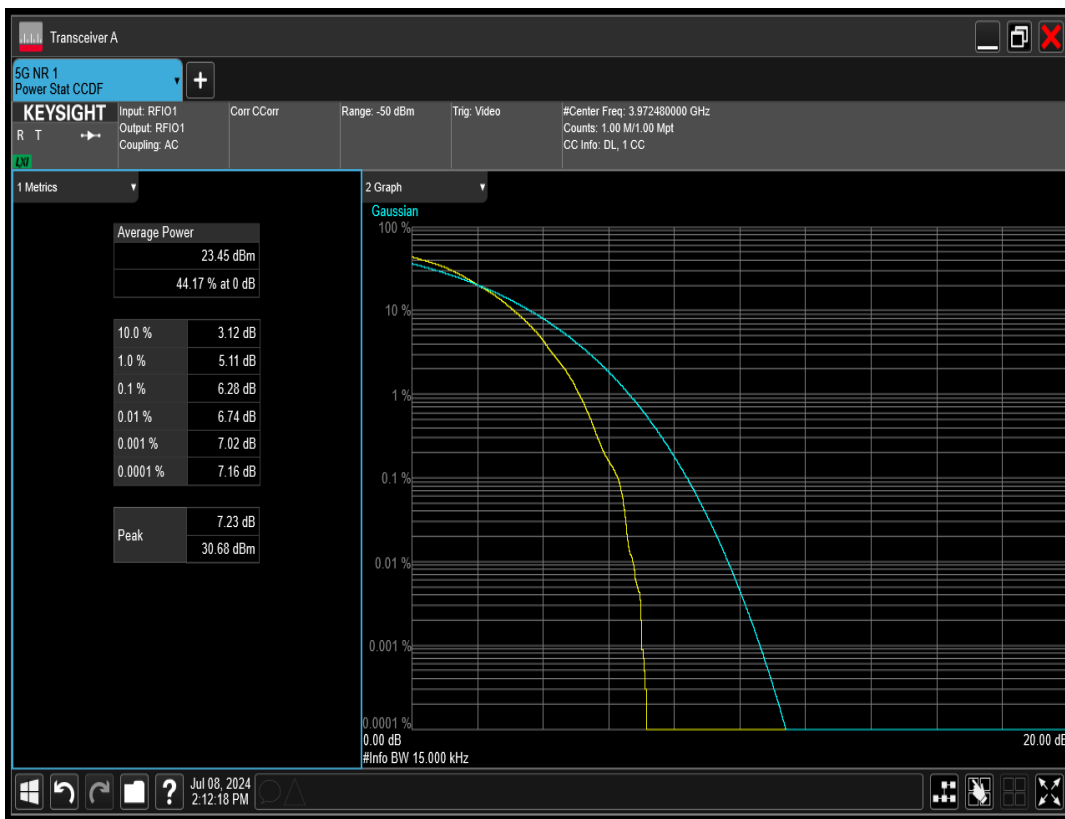 Transceiver A
5G NR 1
Power Stat CCDF
+
KEYSIGHT
R T
LXI
Input: RFIO1
Output: RFIO1
Coupling: AC
Corr CCorr
Range: -50 dBm
Trig: Video
#Center Freq: 3.972480000 GHz
Counts: 1.00 M/1.00 Mpt
CC Info: DL, 1 CC
1 Metrics
Average Power
23.45 dBm
44.17 % at 0 dB
10.0 % 3.12 dB
1.0 % 5.11 dB
0.1 % 6.28 dB
0.01 % 6.74 dB
0.001 % 7.02 dB
0.0001 % 7.16 dB
Peak
7.23 dB
30.68 dBm
2 Graph
Gaussian
100 %
10 %
1 %
0.1 %
0.01 %
0.001 %
0.0001 %
0.00 dB 20.00 dB
#Info BW 15.000 kHz
?
Jul 08, 2024
2:12:18 PM